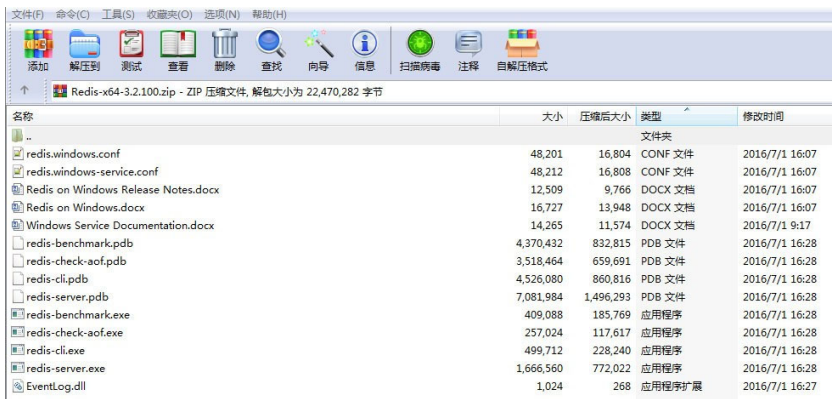 文件(F) 命令(C) 工具(S) 收藏夹(O) 选项(N) 帮助(H)
添加 解压到 测试 查看 删除 查找 向导 信息 扫描病毒 注释 自解压格式
Redis-x64-3.2.100.zip - ZIP 压缩文件, 解包大小为 22,470,282 字节
名称 大小 压缩后大小 类型 修改时间
.. 文件夹
redis.windows.conf 48,201 16,804 CONF 文件 2016/7/1 16:07
redis.windows-service.conf 48,212 16,808 CONF 文件 2016/7/1 16:07
Redis on Windows Release Notes.docx 12,509 9,766 DOCX 文档 2016/7/1 16:07
Redis on Windows.docx 16,727 13,948 DOCX 文档 2016/7/1 16:07
Windows Service Documentation.docx 14,265 11,574 DOCX 文档 2016/7/1 9:17
redis-benchmark.pdb 4,370,432 832,815 PDB 文件 2016/7/1 16:28
redis-check-aof.pdb 3,518,464 659,691 PDB 文件 2016/7/1 16:28
redis-cli.pdb 4,526,080 860,816 PDB 文件 2016/7/1 16:28
redis-server.pdb 7,081,984 1,496,293 PDB 文件 2016/7/1 16:28
redis-benchmark.exe 409,088 185,769 应用程序 2016/7/1 16:28
redis-check-aof.exe 257,024 117,617 应用程序 2016/7/1 16:28
redis-cli.exe 499,712 228,240 应用程序 2016/7/1 16:28
redis-server.exe 1,666,560 772,022 应用程序 2016/7/1 16:28
EventLog.dll 1,024 268 应用程序扩展 2016/7/1 16:27